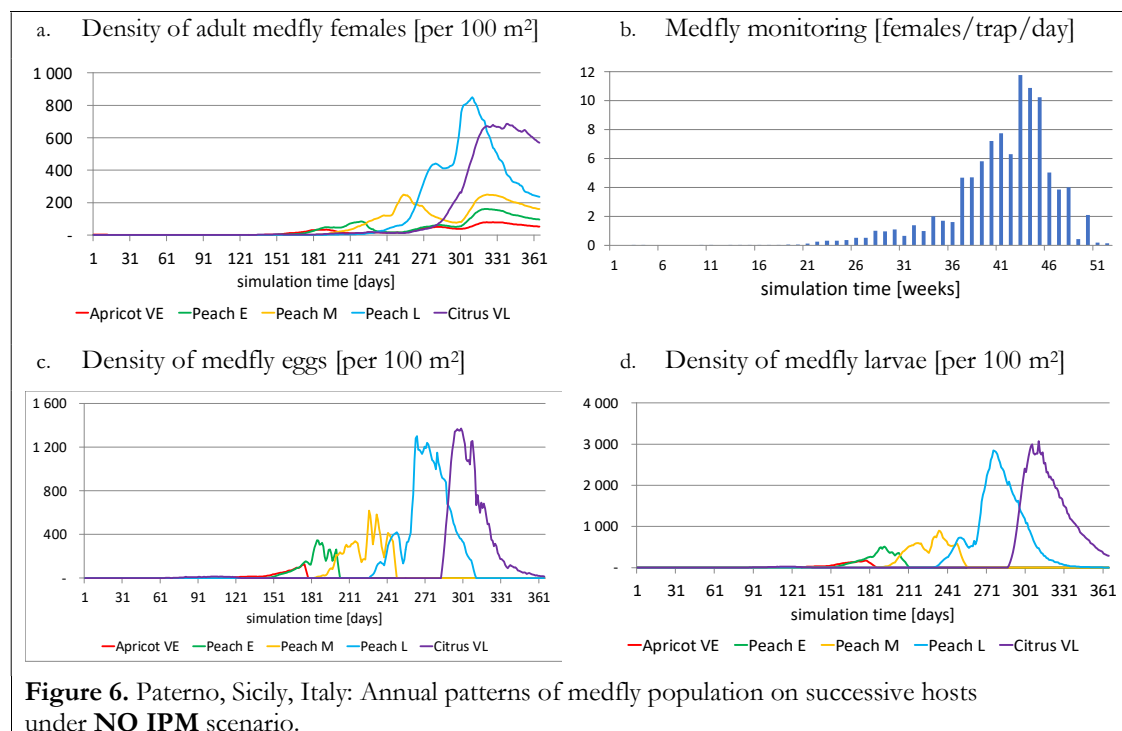 a. Density of adult medfly females [per 100 m²]
1 000
800
600
400
200
-
1 31 61 91 121 151 181 211 241 271 301 331 361
simulation time [days]
Apricot VE Peach E Peach M Peach L Citrus VL
b. Medfly monitoring [females/trap/day]
12
10
8
6
4
2
0
1 6 11 16 21 26 31 36 41 46 51
simulation time [weeks]
c. Density of medfly eggs [per 100 m²]
1 600
1 200
800
400
-
1 31 61 91 121 151 181 211 241 271 301 331 361
simulation time [days]
Apricot VE Peach E Peach M Peach L Citrus VL
d. Density of medfly larvae [per 100 m²]
4 000
3 000
2 000
1 000
-
1 31 61 91 121 151 181 211 241 271 301 331 361
simulation time [days]
Apricot VE Peach E Peach M Peach L Citrus VL
Figure 6. Paterno, Sicily, Italy: Annual patterns of medfly population on successive hosts
under NO IPM scenario.